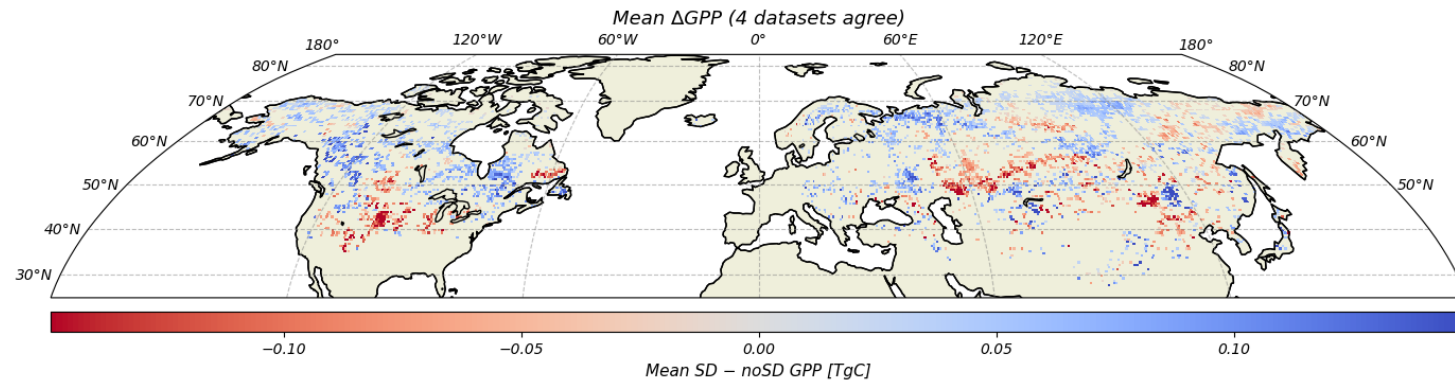 Mean ΔGPP (4 datasets agree)
180° 120°W 60°W 0° 60°E 120°E 180°
80°N 80°N
70°N 70°N
60°N 60°N
50°N 50°N
40°N
30°N
−0.10 −0.05 0.00 0.05 0.10
Mean SD − noSD GPP [TgC]